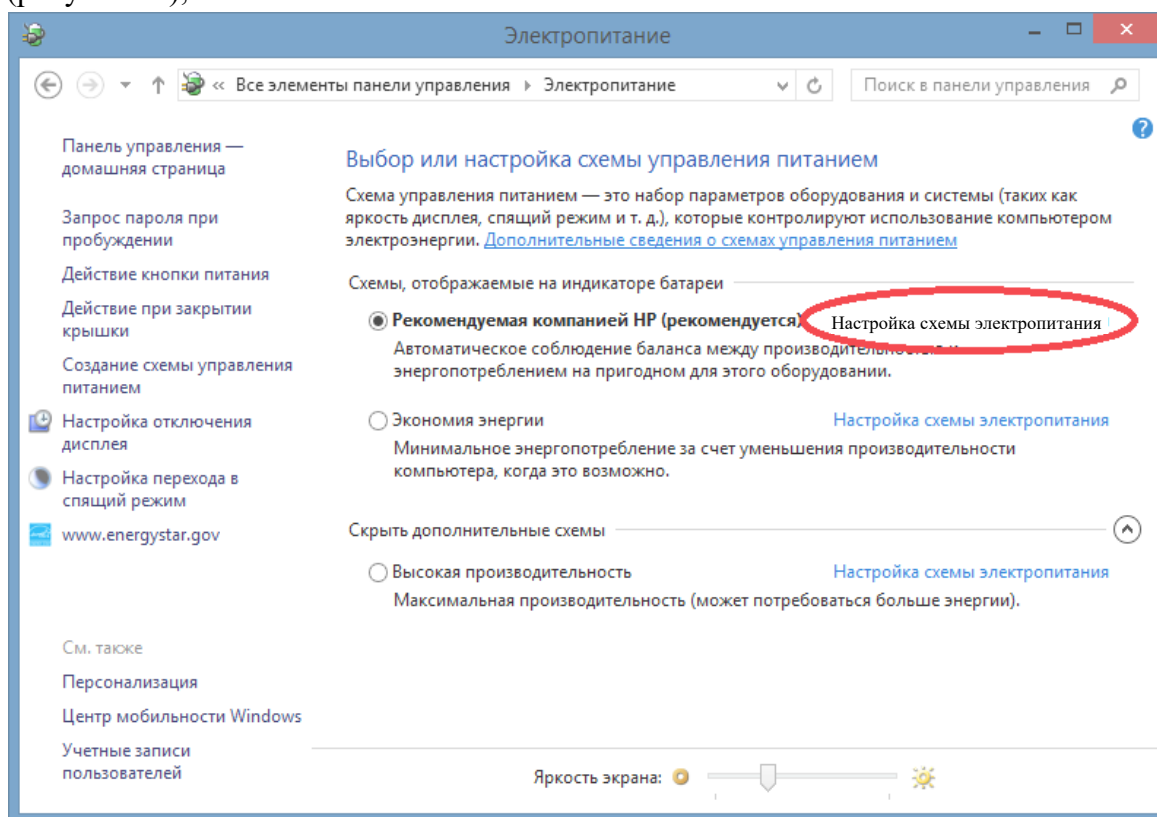 Электропитание
« Все элементы панели управления Электропитание Поиск в панели управления
Панель управления —
домашняя страница
Запрос пароля при
пробуждении
Действие кнопки питания
Действие при закрытии
крышки
Создание схемы управления
питанием
Настройка отключения
дисплея
Настройка перехода в
спящий режим
www.energystar.gov
См. также
Персонализация
Центр мобильности Windows
Учетные записи
пользователей
Выбор или настройка схемы управления питанием
Схема управления питанием — это набор параметров оборудования и системы (таких как
яркость дисплея, спящий режим и т. д.), которые контролируют использование компьютером
электроэнергии. Дополнительные сведения о схемах управления питанием
Схемы, отображаемые на индикаторе батареи
Рекомендуемая компанией HP (рекомендуется) Настройка схемы электропитания
Автоматическое соблюдение баланса между
энергопотреблением на пригодном для этого оборудовании.
Экономия энергии Настройка схемы электропитания
Минимальное энергопотребление за счет уменьшения производительности
компьютера, когда это возможно.
Скрыть дополнительные схемы
Высокая производительность Настройка схемы электропитания
Максимальная производительность (может потребоваться больше энергии).
Яркость экрана: